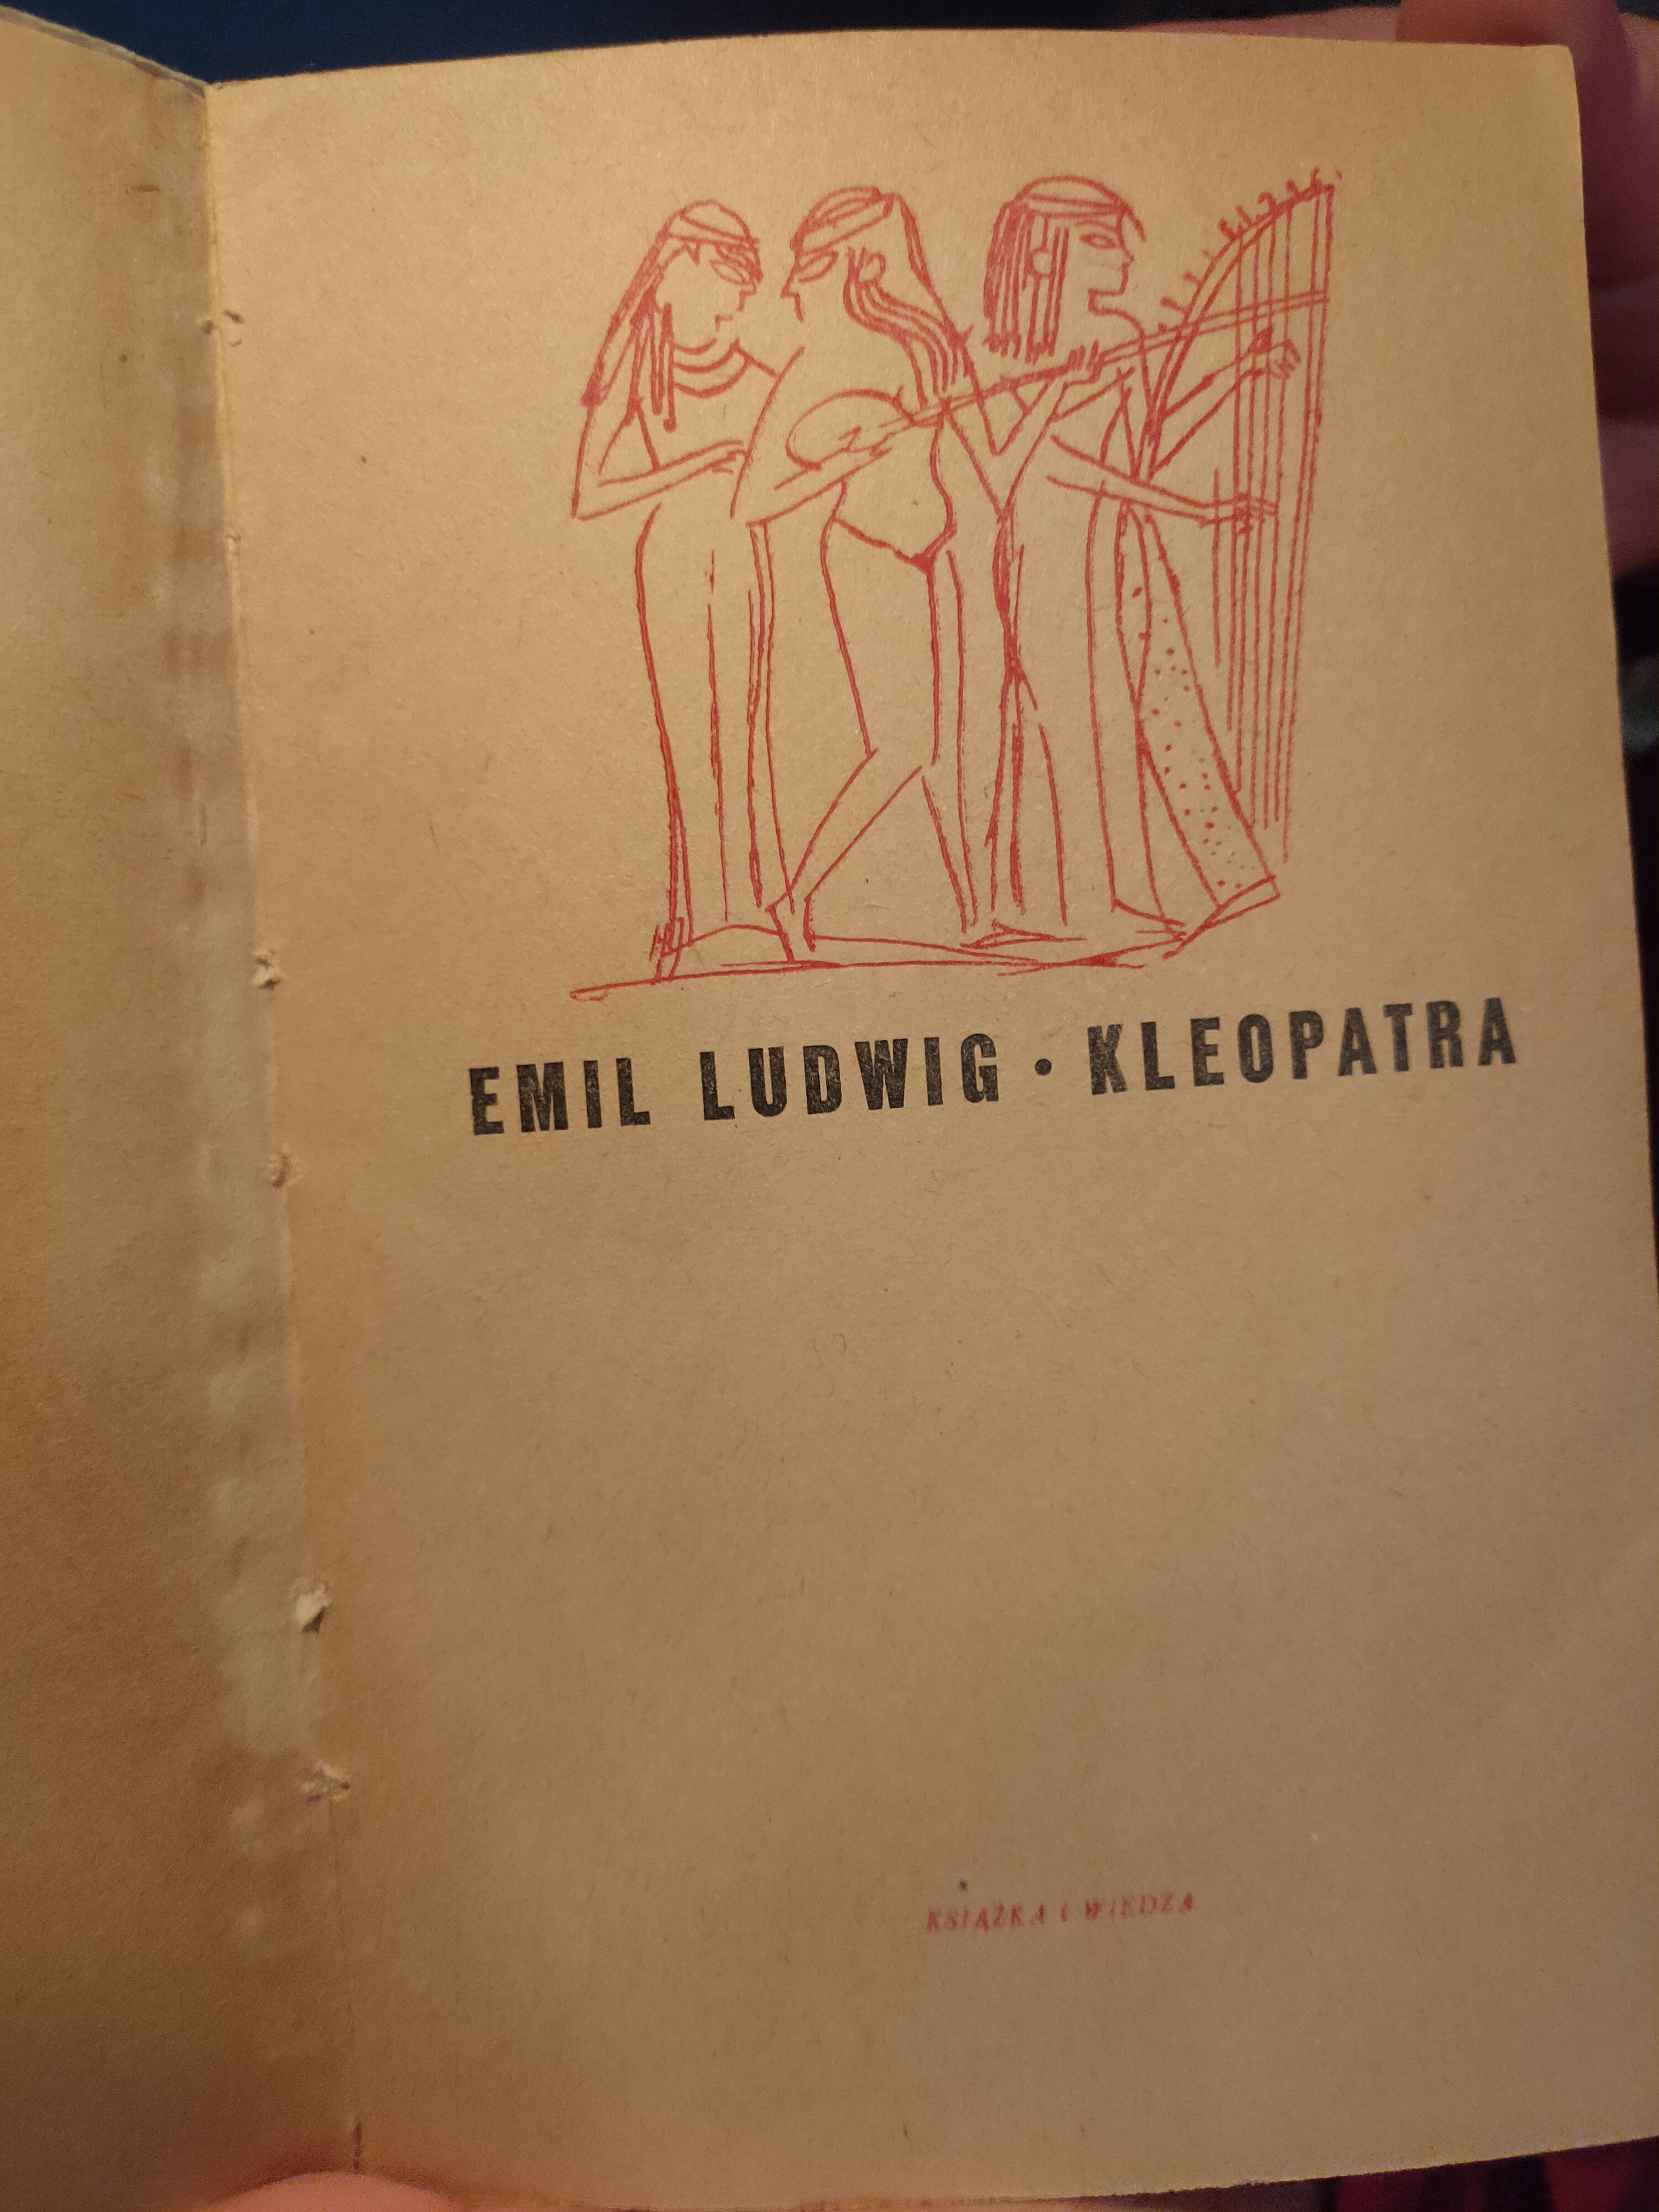 EMIL LUDWIG • KLEOPATRA
KSIĄŻKA I WIEDZA